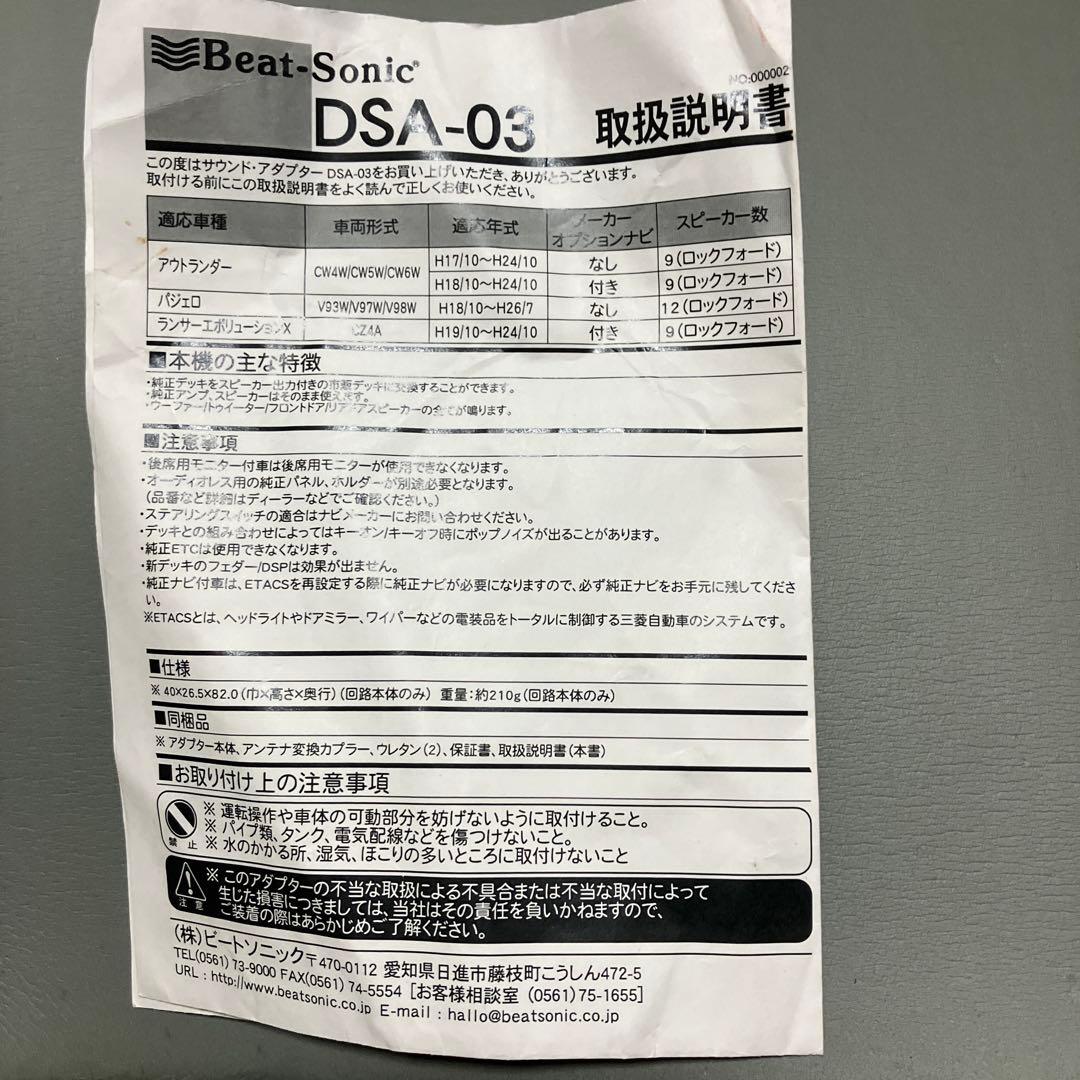 Beat-Sonic®
NO:000002
DSA-03 取扱説明書
この度はサウンド・アダプター DSA-03をお買い上げいただき、ありがとうございます。
取付ける前にこの取扱説明書をよく読んで正しくお使いください。
適応車種 車両形式 適応年式 メーカーオプションナビ スピーカー数
アウトランダー CW4W/CW5W/CW6W H17/10〜H24/10 なし 9(ロックフォード)
H18/10〜H24/10 付き 9(ロックフォード)
パジェロ V93W/V97W/V98W H18/10〜H26/7 なし 12(ロックフォード)
ランサーエボリューションX CZ4A H19/10〜H24/10 付き 9(ロックフォード)
■本機の主な特徴
・純正デッキをスピーカー出力付きの市販デッキに交換することができます。
・純正アンプ、スピーカーはそのまま使えます。
・ウーファー/トゥイーター/フロントドア/リアドアスピーカーの全てが鳴ります。
■注意事項
・後席用モニター付車は後席用モニターが使用できなくなります。
・オーディオレス用の純正パネル、ホルダーが別途必要となります。
(品番など詳細はディーラーなどでご確認ください。)
・ステアリングスイッチの適合はナビメーカーにお問い合わせください。
・デッキとの組み合わせによってはキーオン/キーオフ時にポップノイズが出ることがあります。
・純正ETCは使用できなくなります。
・新デッキのフェダー/DSPは効果が出ません。
・純正ナビ付車は、ETACSを再設定する際に純正ナビが必要になりますので、必ず純正ナビをお手元に残してくださ
い。
※ETACSとは、ヘッドライトやドアミラー、ワイパーなどの電装品をトータルに制御する三菱自動車のシステムです。
■仕様
※ 40×26.5×82.0(巾×高さ×奥行)(回路本体のみ) 重量:約210g(回路本体のみ)
■同梱品
※ アダプター本体、アンテナ変換カプラー、ウレタン(2)、保証書、取扱説明書(本書)
■お取り付け上の注意事項
※ 運転操作や車体の可動部分を妨げないように取付けること。
※ パイプ類、タンク、電気配線などを傷つけないこと。
※ 水のかかる所、湿気、ほこりの多いところに取付けないこと
禁止
※ このアダプターの不当な取扱による不具合または不当な取付によって
生じた損害につきましては、当社はその責任を負いかねますので、
ご装着の際はあらかじめご了解ください。
注意
(株)ビートソニック〒470-0112 愛知県日進市藤枝町こうしん472-5
TEL(0561)73-9000 FAX(0561)74-5554 [お客様相談室 (0561)75-1655]
URL : http://www.beatsonic.co.jp E-mail : hallo@beatsonic.co.jp